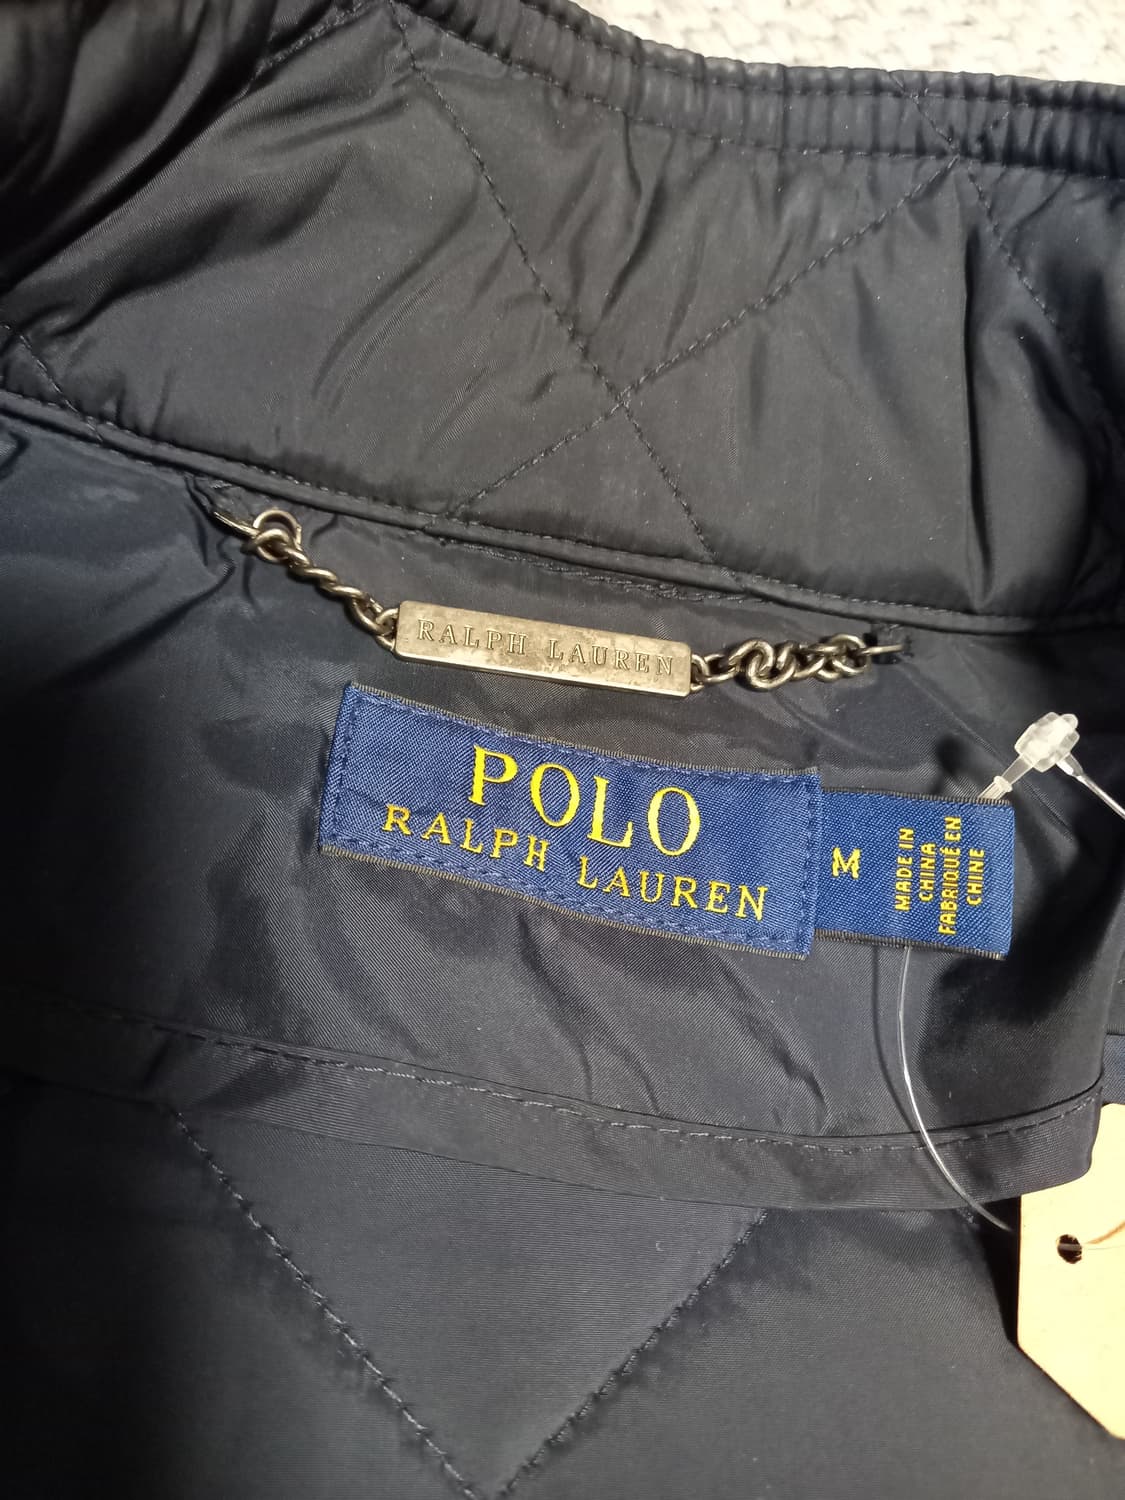 RALPH LAUREN
POLO
RALPH LAUREN
M
MADE IN
CHINA
FABRIQUÉ EN
CHINE